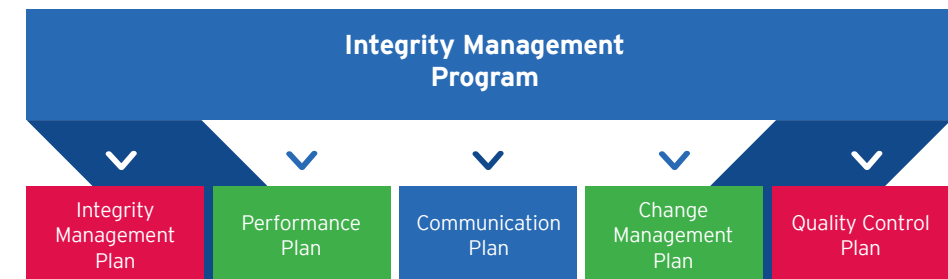 Integrity Management
Program
Integrity
Management
Plan
Performance
Plan
Communication
Plan
Change
Management
Plan
Quality Control
Plan